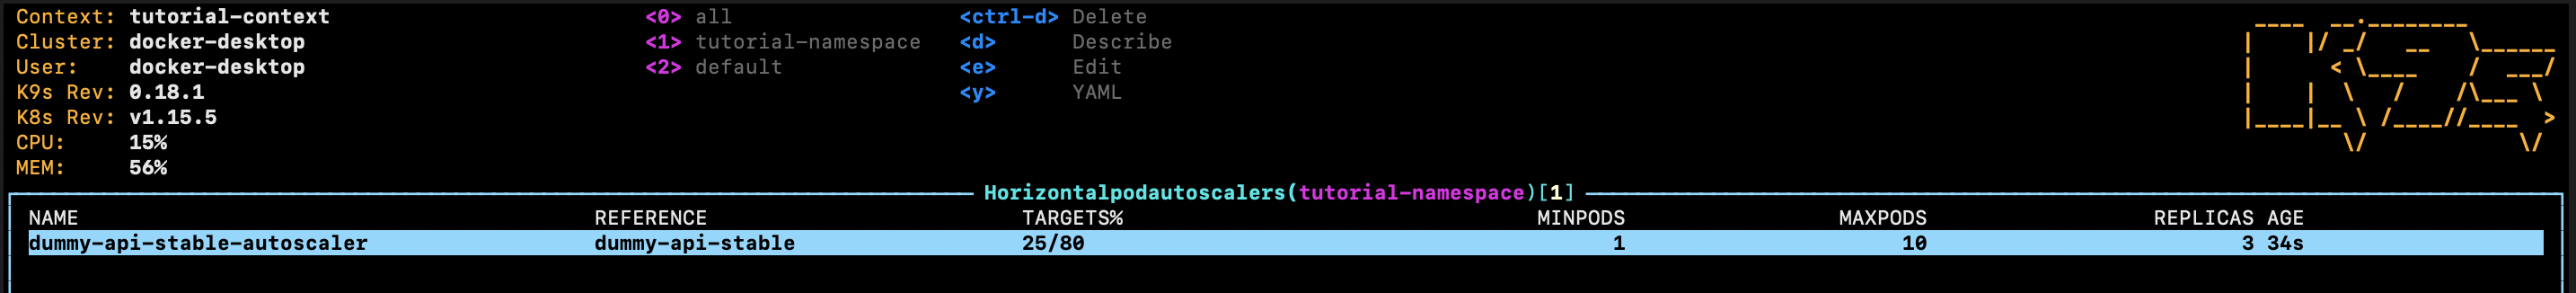 Context: tutorial-context <0> all <ctrl-d> Delete
Cluster: docker-desktop <1> tutorial-namespace <d> Describe
User: docker-desktop <2> default <e> Edit
K9s Rev: 0.18.1 <y> YAML
K8s Rev: v1.15.5
CPU: 15%
MEM: 56%
Horizontalpodautoscalers(tutorial-namespace)[1]
NAME REFERENCE TARGETS% MINPODS MAXPODS REPLICAS AGE
dummy-api-stable-autoscaler dummy-api-stable 25/80 1 10 3 34s